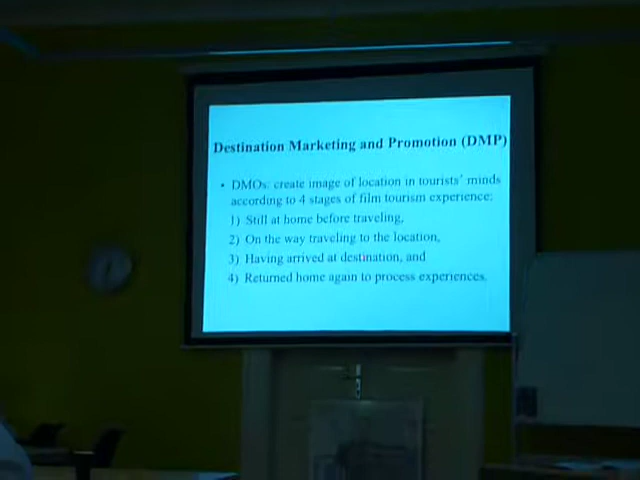 Destination Marketing and Promotion (DMP)
• DMOs: create image of location in tourists' minds
according to 4 stages of film tourism experience:
1) Still at home before traveling,
2) On the way traveling to the location,
3) Having arrived at destination, and
4) Returned home again to process experiences.